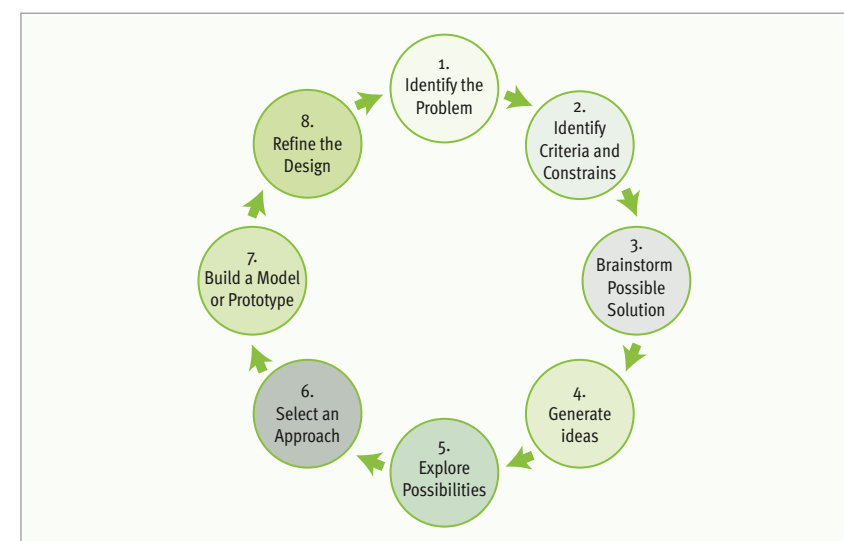 1.
Identify the
Problem
2.
Identify
Criteria and
Constrains
3.
Brainstorm
Possible
Solution
4.
Generate
ideas
5.
Explore
Possibilities
6.
Select an
Approach
7.
Build a Model
or Prototype
8.
Refine the
Design